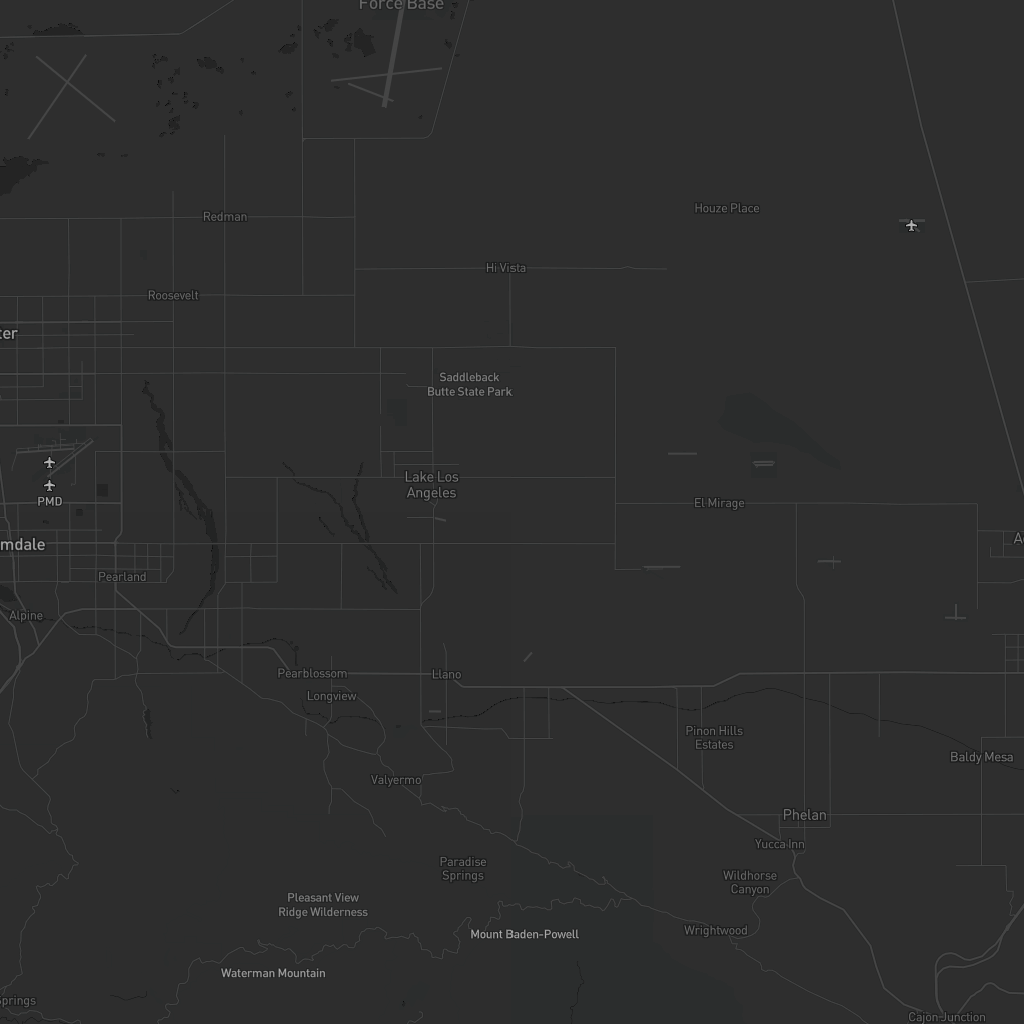 Force Base
Houze Place
Redman
Hi Vista
Roosevelt
ter
Saddleback
Butte State Park
Lake Los
Angeles
PMD
El Mirage
mdale
A
Pearland
Alpine
Pearblossom
Llano
Longview
Pinon Hills
Estates
Baldy Mesa
Valyermo
Phelan
Yucca Inn
Paradise
Springs
Wildhorse
Canyon
Pleasant View
Ridge Wilderness
Wrightwood
Mount Baden-Powell
Waterman Mountain
Springs
Cajon Junction